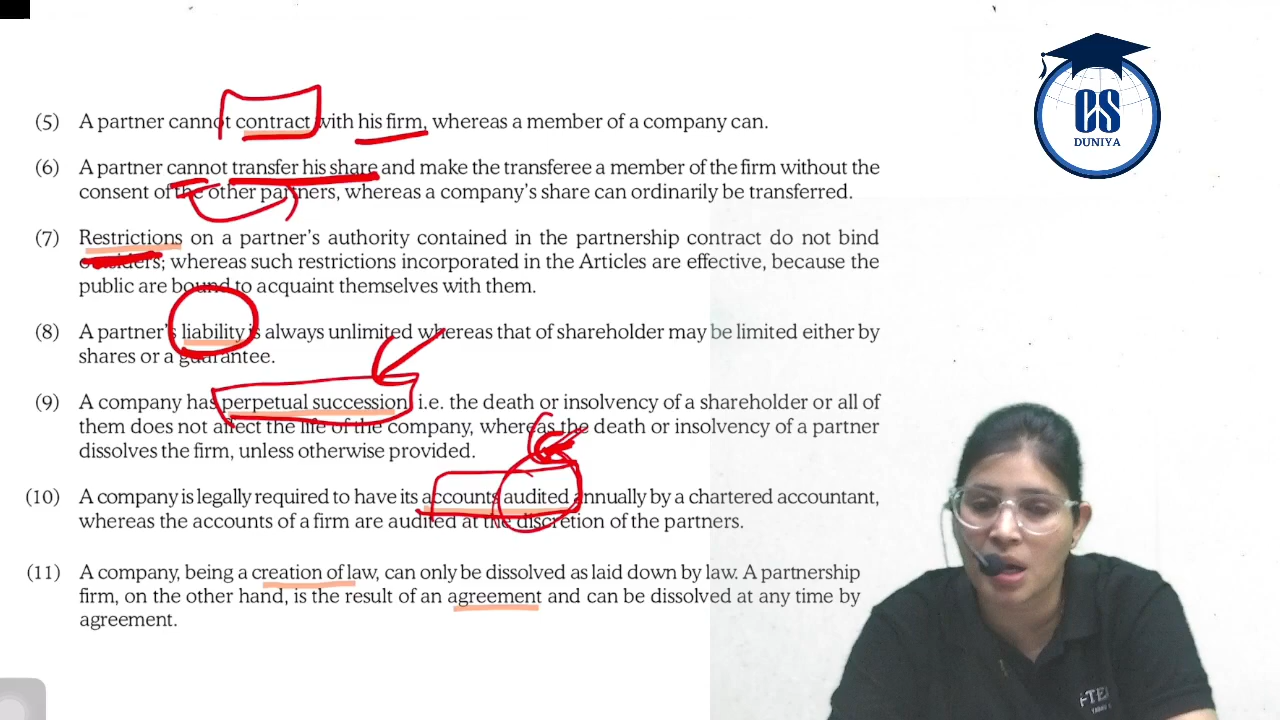 CS
DUNIYA
(5) A partner cannot contract with his firm, whereas a member of a company can.
(6) A partner cannot transfer his share and make the transferee a member of the firm without the
consent of the other partners, whereas a company's share can ordinarily be transferred.
(7) Restrictions on a partner's authority contained in the partnership contract do not bind
outsiders; whereas such restrictions incorporated in the Articles are effective, because the
public are bound to acquaint themselves with them.
(8) A partner's liability is always unlimited whereas that of shareholder may be limited either by
shares or a guarantee.
(9) A company has perpetual succession, i.e. the death or insolvency of a shareholder or all of
them does not affect the life of the company, whereas the death or insolvency of a partner
dissolves the firm, unless otherwise provided.
(10) A company is legally required to have its accounts audited annually by a chartered accountant,
whereas the accounts of a firm are audited at the discretion of the partners.
(11) A company, being a creation of law, can only be dissolved as laid down by law. A partnership
firm, on the other hand, is the result of an agreement and can be dissolved at any time by
agreement.